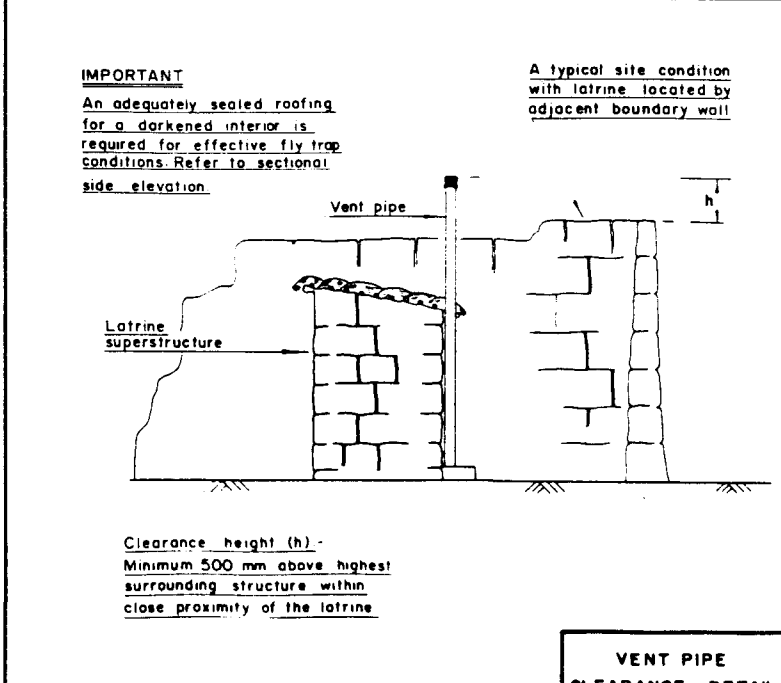 IMPORTANT
An adequately sealed roofing
for a darkened interior is
required for effective fly trap
conditions. Refer to sectional
side elevation
A typical site condition
with latrine located by
adjacent boundary wall
Vent pipe
h
Latrine
superstructure
Clearance height (h) -
Minimum 500 mm above highest
surrounding structure within
close proximity of the latrine
VENT PIPE
CLEARANCE DETAIL